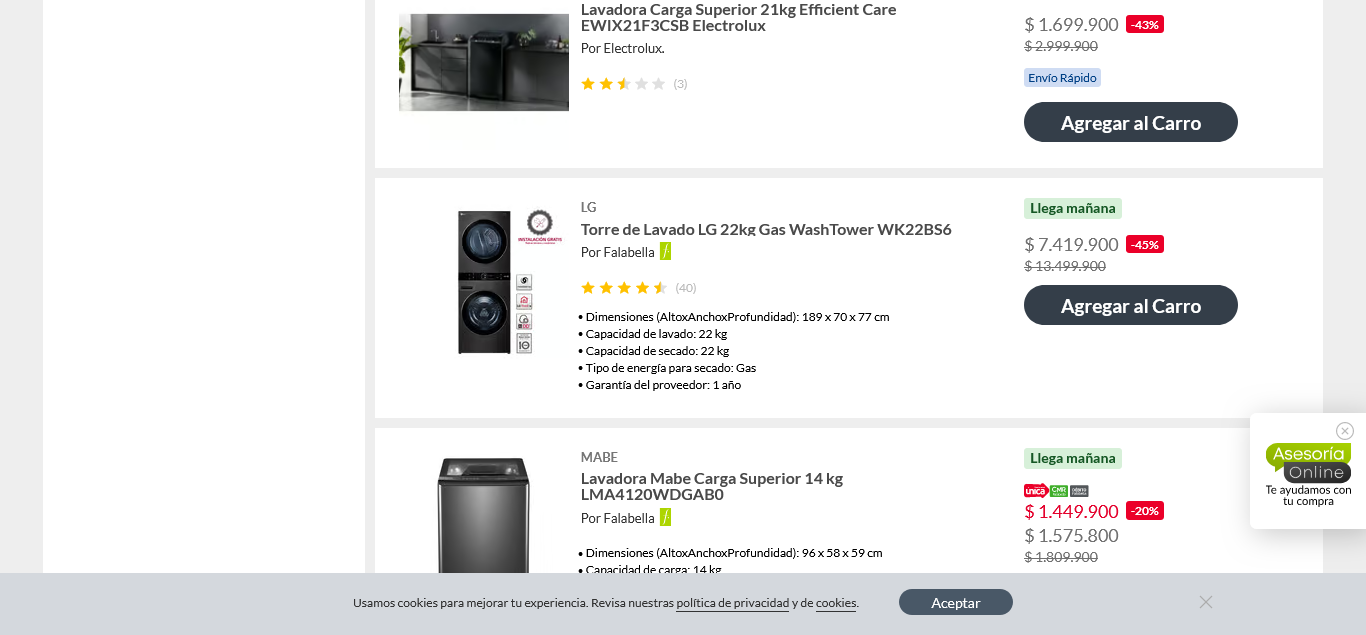 Lavadora Carga Superior 21kg Efficient Care
EWIX21F3CSB Electrolux
Por Electrolux.
(3)
$ 1.699.900 -43%
$ 2.999.900
Envío Rápido
Agregar al Carro
LG
Torre de Lavado LG 22kg Gas WashTower WK22BS6
Por Falabella
(40)
• Dimensiones (AltoxAnchoxProfundidad): 189 x 70 x 77 cm
• Capacidad de lavado: 22 kg
• Capacidad de secado: 22 kg
• Tipo de energía para secado: Gas
• Garantía del proveedor: 1 año
INSTALACIÓN GRATIS
Llega mañana
$ 7.419.900 -45%
$ 13.499.900
Agregar al Carro
MABE
Lavadora Mabe Carga Superior 14 kg
LMA4120WDGAB0
Por Falabella
• Dimensiones (AltoxAnchoxProfundidad): 96 x 58 x 59 cm
• Capacidad de carga: 14 kg
Llega mañana
única CMR
$ 1.449.900 -20%
$ 1.575.800
$ 1.809.900
Asesoría
Online
Te ayudamos con
tu compra
Usamos cookies para mejorar tu experiencia. Revisa nuestras política de privacidad y de cookies.
Aceptar